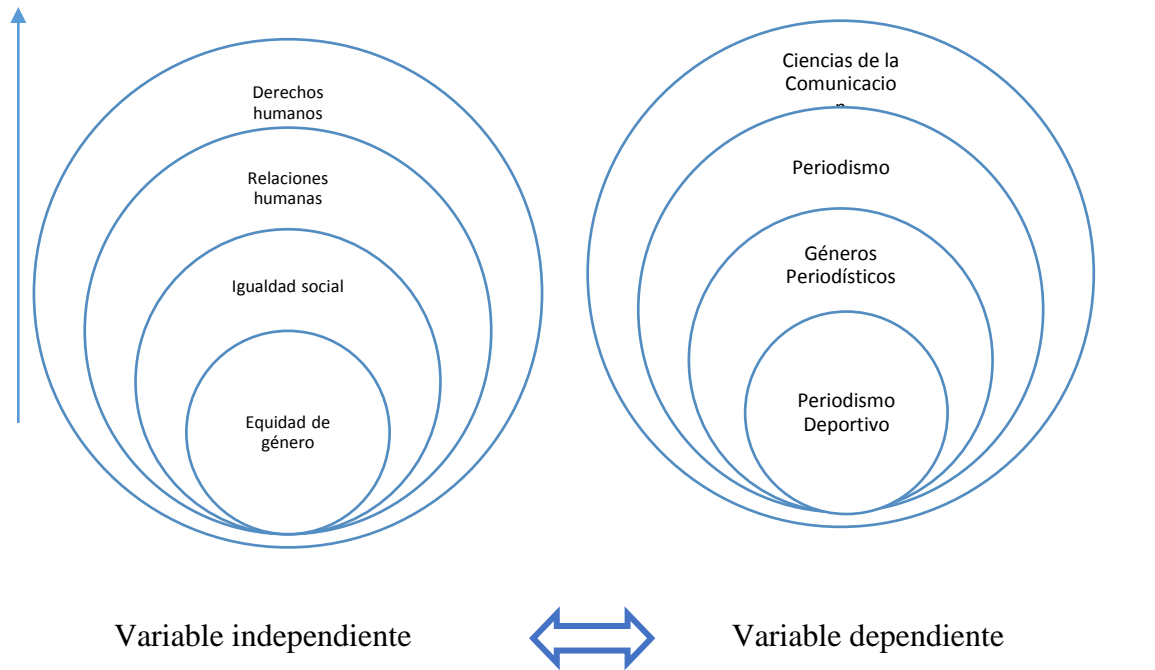 Derechos
humanos
Relaciones
humanas
Igualdad social
Equidad de
género
Ciencias de la
Comunicacio
n
Periodismo
Géneros
Periodísticos
Periodismo
Deportivo
Variable independiente
Variable dependiente